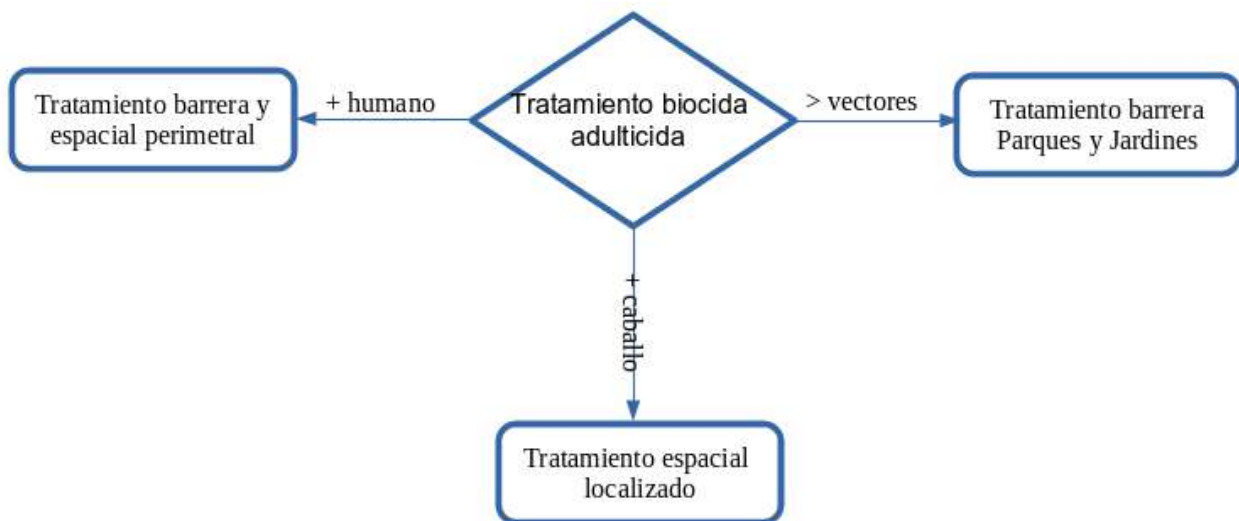 Tratamiento barrera y
espacial perimetral
+ humano
Tratamiento biocida
adulticida
> vectores
Tratamiento barrera
Parques y Jardines
+ caballo
Tratamiento espacial
localizado